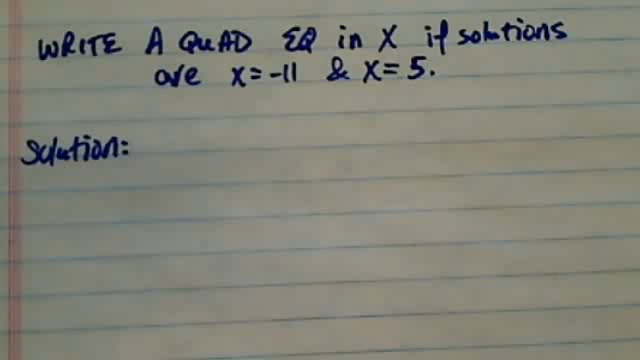 WRITE A QUAD EQ in X if solutions
are x=-11 & x=5.
Solution: